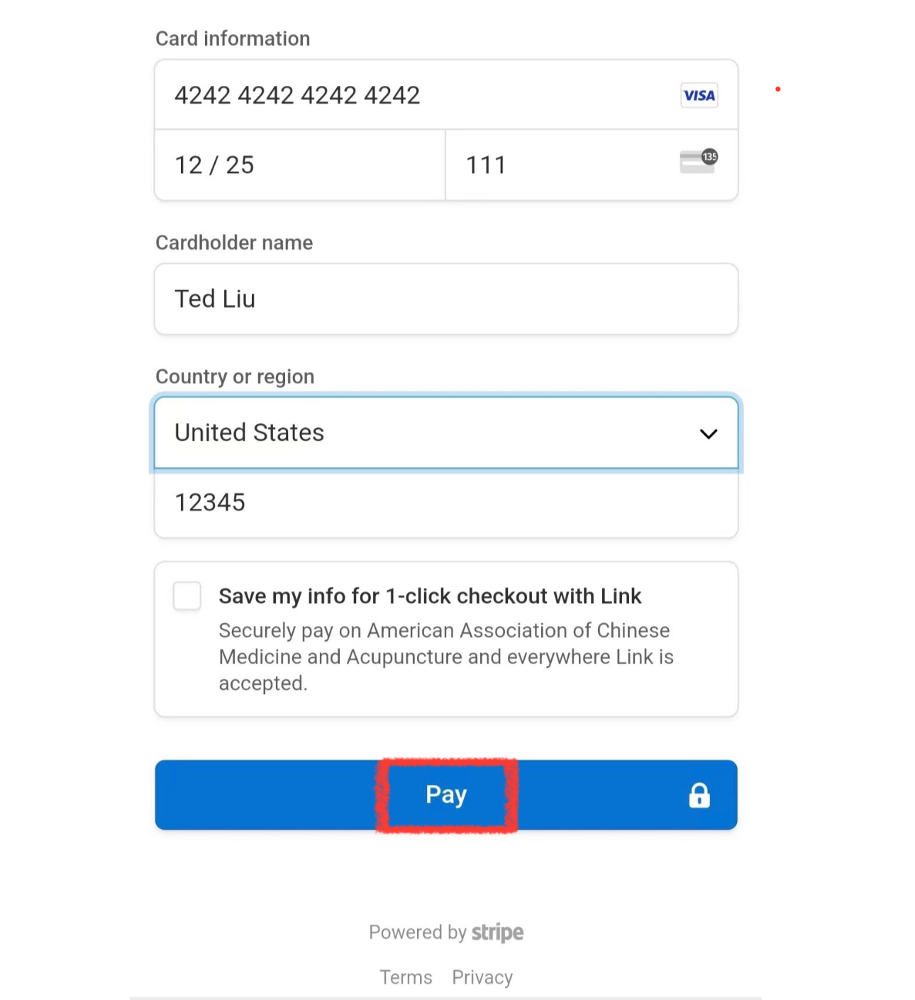 Card information
4242 4242 4242 4242 VISA
12 / 25 111 135
Cardholder name
Ted Liu
Country or region
United States
12345
Save my info for 1-click checkout with Link
Securely pay on American Association of Chinese
Medicine and Acupuncture and everywhere Link is
accepted.
Pay
Powered by stripe
Terms Privacy